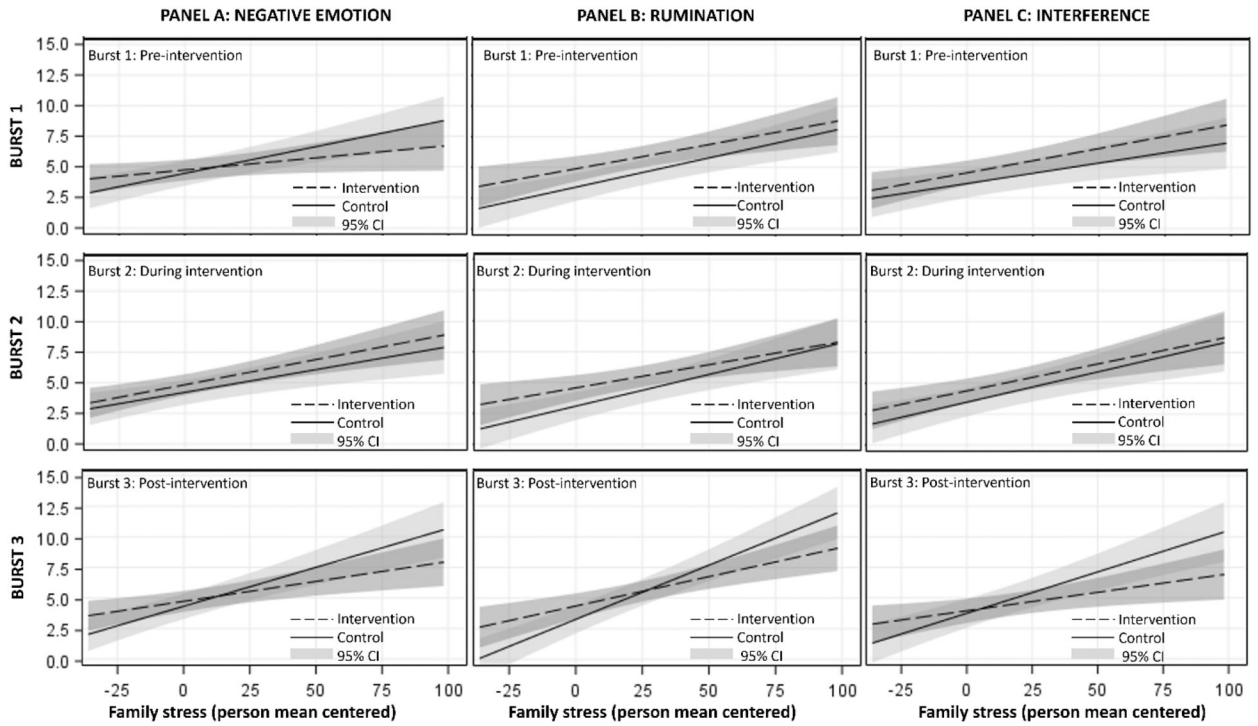 PANEL A: NEGATIVE EMOTION
PANEL B: RUMINATION
PANEL C: INTERFERENCE
BURST 1
15.0
12.5
10.0
7.5
5.0
2.5
0.0
Burst 1: Pre-intervention
Intervention
Control
95% CI
Burst 1: Pre-intervention
Intervention
Control
95% CI
Burst 1: Pre-intervention
Intervention
Control
95% CI
BURST 2
15.0
12.5
10.0
7.5
5.0
2.5
0.0
Burst 2: During intervention
Intervention
Control
95% CI
Burst 2: During intervention
Intervention
Control
95% CI
Burst 2: During intervention
Intervention
Control
95% CI
BURST 3
15.0
12.5
10.0
7.5
5.0
2.5
0.0
Burst 3: Post-intervention
Intervention
Control
95% CI
Burst 3: Post-intervention
Intervention
Control
95% CI
Burst 3: Post-intervention
Intervention
Control
95% CI
-25 0 25 50 75 100
-25 0 25 50 75 100
-25 0 25 50 75 100
Family stress (person mean centered)
Family stress (person mean centered)
Family stress (person mean centered)